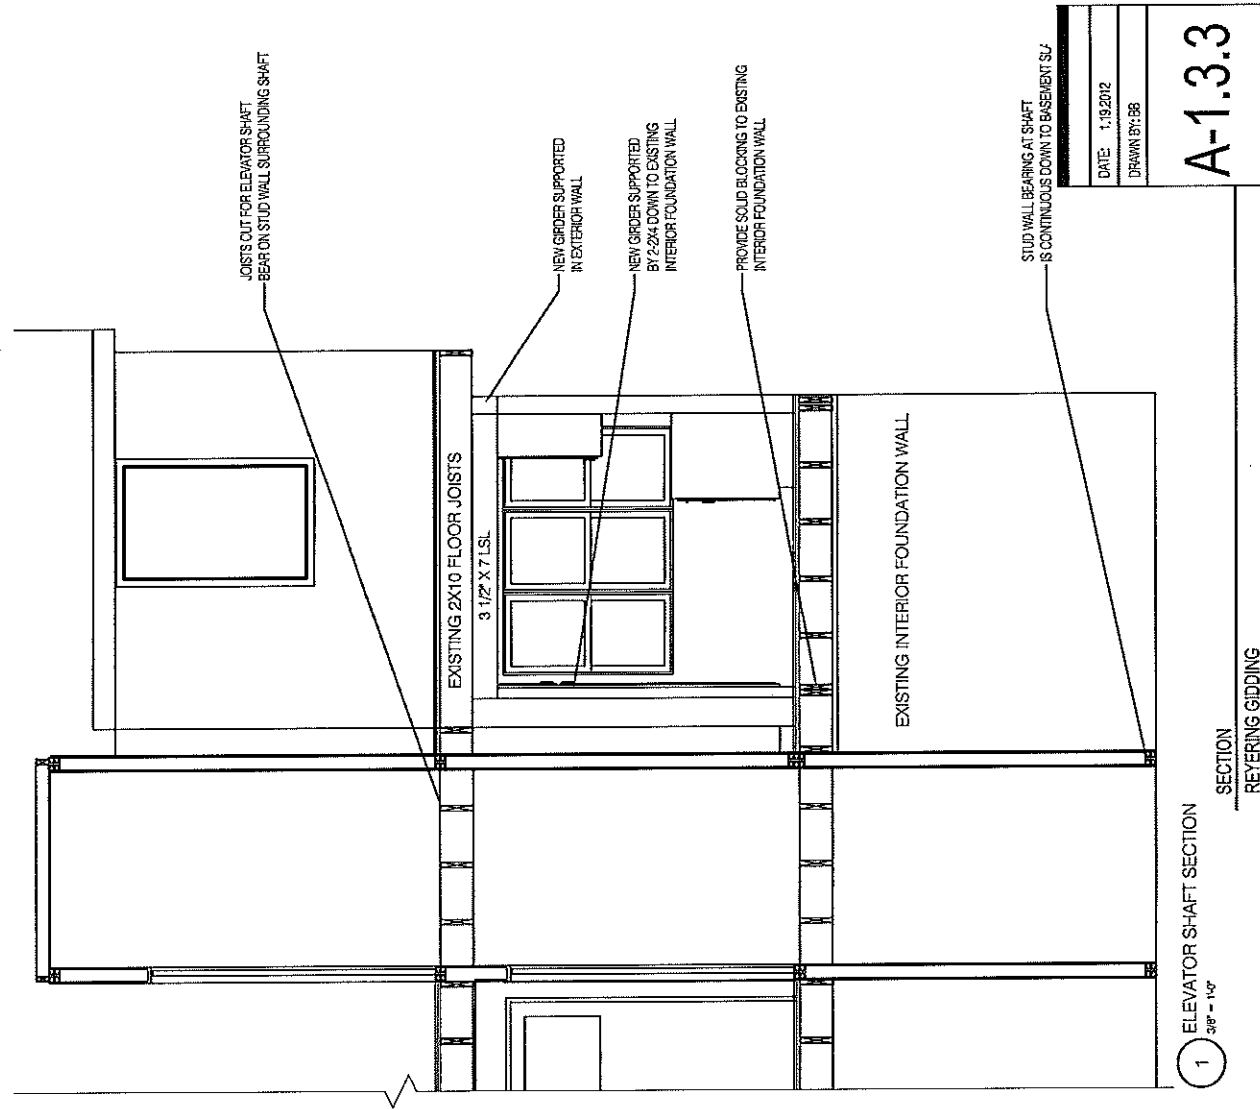 JOISTS CUT FOR ELEVATOR SHAFT
BEAR ON STUD WALL SURROUNDING SHAFT
NEW GIRDER SUPPORTED
IN EXTERIOR WALL
NEW GIRDER SUPPORTED
BY 2-2X4 DOWN TO EXISTING
INTERIOR FOUNDATION WALL
PROVIDE SOLID BLOCKING TO EXISTING
INTERIOR FOUNDATION WALL
STUD WALL BEARING AT SHAFT
IS CONTINUOUS DOWN TO BASEMENT SLA
EXISTING 2X10 FLOOR JOISTS
3 1/2" X 7 LSL
EXISTING INTERIOR FOUNDATION WALL
1
ELEVATOR SHAFT SECTION
3/8" = 1'-0"
SECTION
REYERING GIDDING
DATE: 1.19.2012
DRAWN BY: BB
A-1.3.3